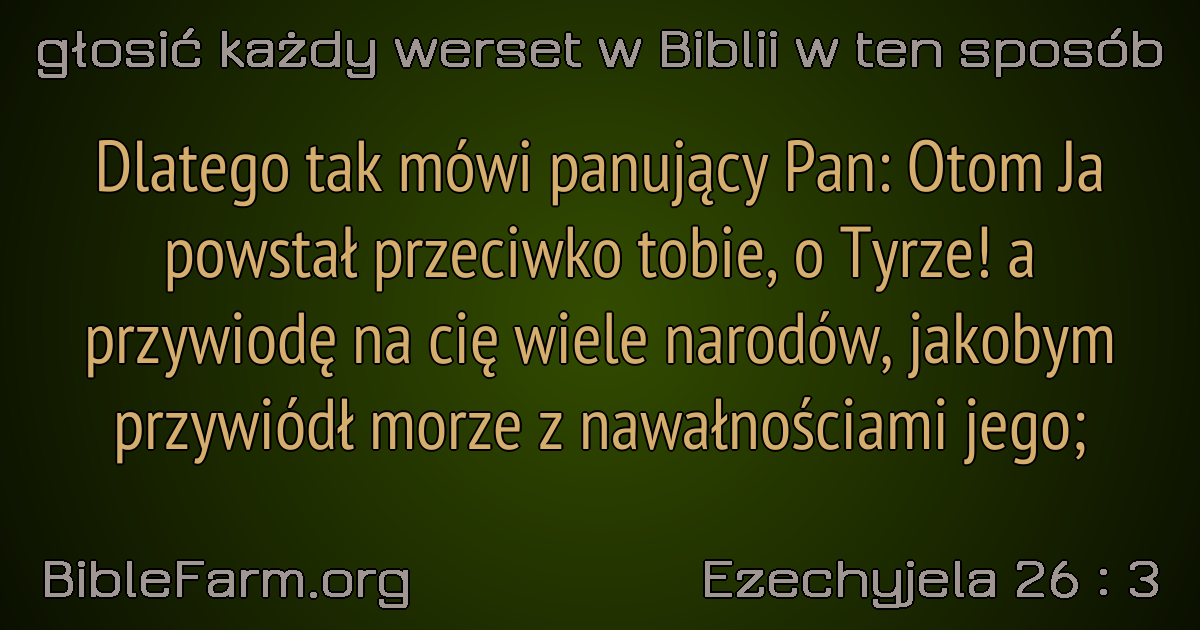 głosić każdy werset w Biblii w ten sposób
Dlatego tak mówi panujący Pan: Otom Ja
powstał przeciwko tobie, o Tyrze! a
przywiodę na cię wiele narodów, jakobym
przywiódł morze z nawałnościami jego;
BibleFarm.org
Ezechyjela 26 : 3